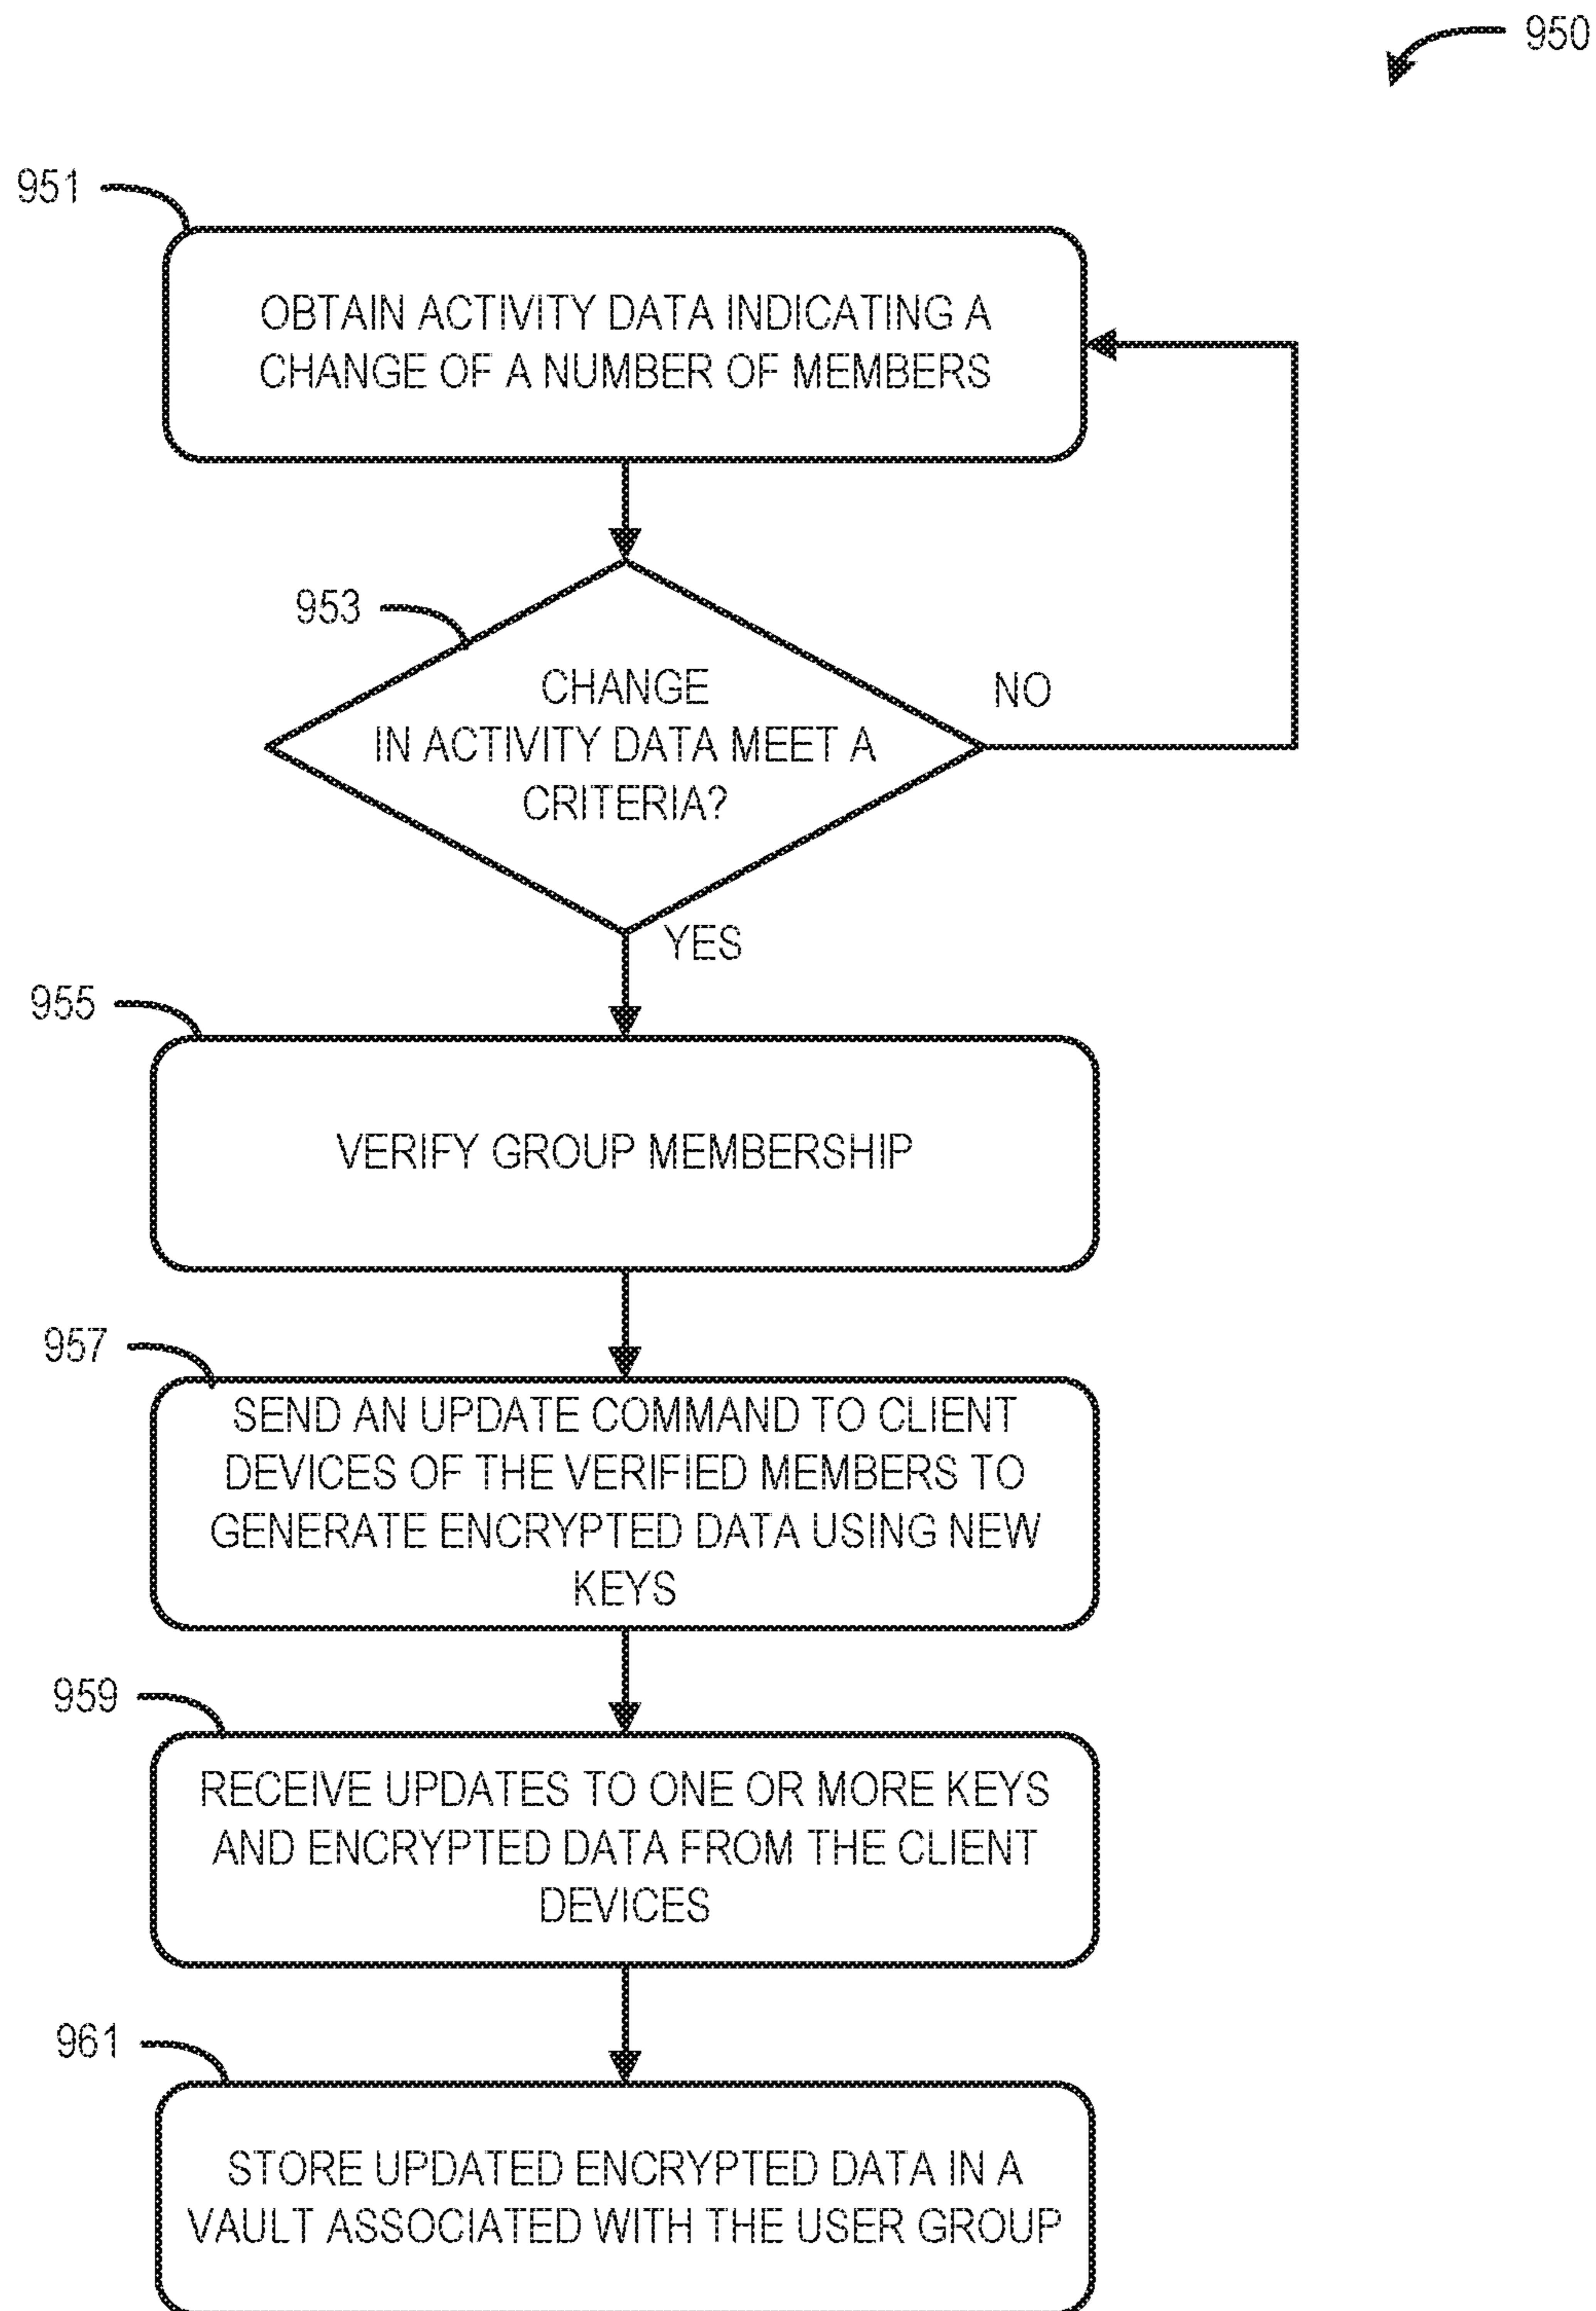 950
951
OBTAIN ACTIVITY DATA INDICATING A
CHANGE OF A NUMBER OF MEMBERS
953
CHANGE
IN ACTIVITY DATA MEET A
CRITERIA?
NO
YES
955
VERIFY GROUP MEMBERSHIP
957
SEND AN UPDATE COMMAND TO CLIENT
DEVICES OF THE VERIFIED MEMBERS TO
GENERATE ENCRYPTED DATA USING NEW
KEYS
959
RECEIVE UPDATES TO ONE OR MORE KEYS
AND ENCRYPTED DATA FROM THE CLIENT
DEVICES
961
STORE UPDATED ENCRYPTED DATA IN A
VAULT ASSOCIATED WITH THE USER GROUP